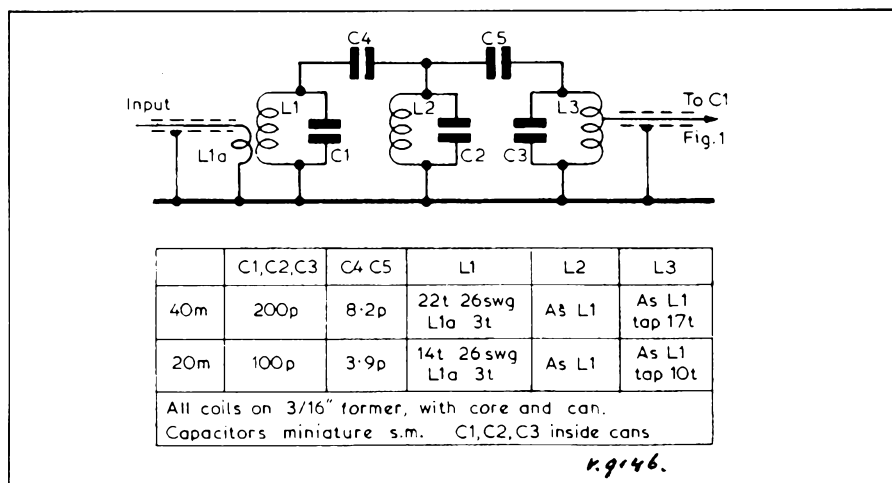 C4 C5
Input L1 L2 L3 To C1
L1a C1 C2 C3 Fig.1
C1,C2,C3 C4 C5 L1 L2 L3
40m 200p 8·2p 22t 26swg L1a 3t As L1 As L1 tap 17t
20m 100p 3·9p 14t 26swg L1a 3t As L1 As L1 tap 10t
All coils on 3/16" former, with core and can.
Capacitors miniature s.m. C1,C2,C3 inside cans